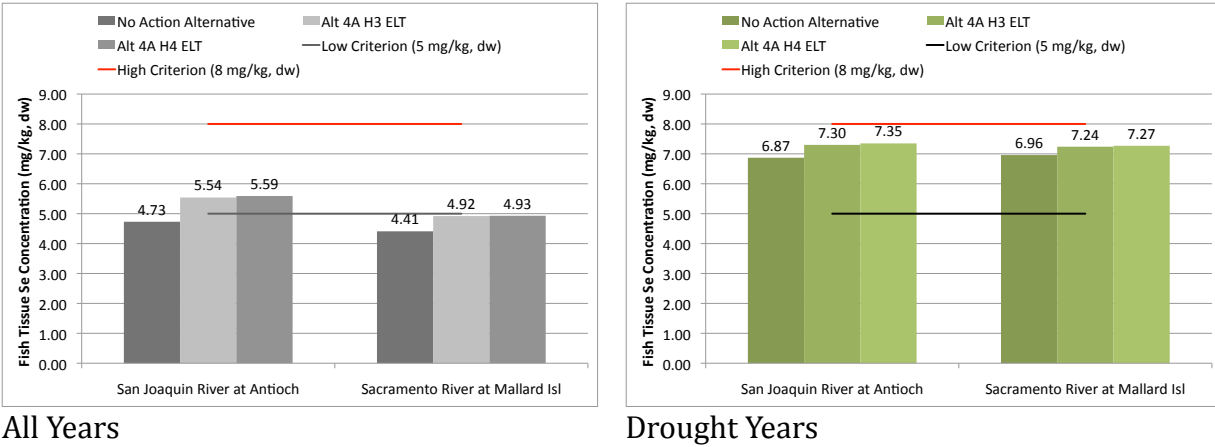 No Action Alternative
Alt 4A H3 ELT
Alt 4A H4 ELT
Low Criterion (5 mg/kg, dw)
High Criterion (8 mg/kg, dw)
Fish Tissue Se Concentration (mg/kg, dw)
9.00
8.00
7.00
6.00
5.00
4.00
3.00
2.00
1.00
0.00
4.73
5.54
5.59
4.41
4.92
4.93
San Joaquin River at Antioch
Sacramento River at Mallard Isl
All Years
No Action Alternative
Alt 4A H3 ELT
Alt 4A H4 ELT
Low Criterion (5 mg/kg, dw)
High Criterion (8 mg/kg, dw)
Fish Tissue Se Concentration (mg/kg, dw)
9.00
8.00
7.00
6.00
5.00
4.00
3.00
2.00
1.00
0.00
6.87
7.30
7.35
6.96
7.24
7.27
San Joaquin River at Antioch
Sacramento River at Mallard Isl
Drought Years